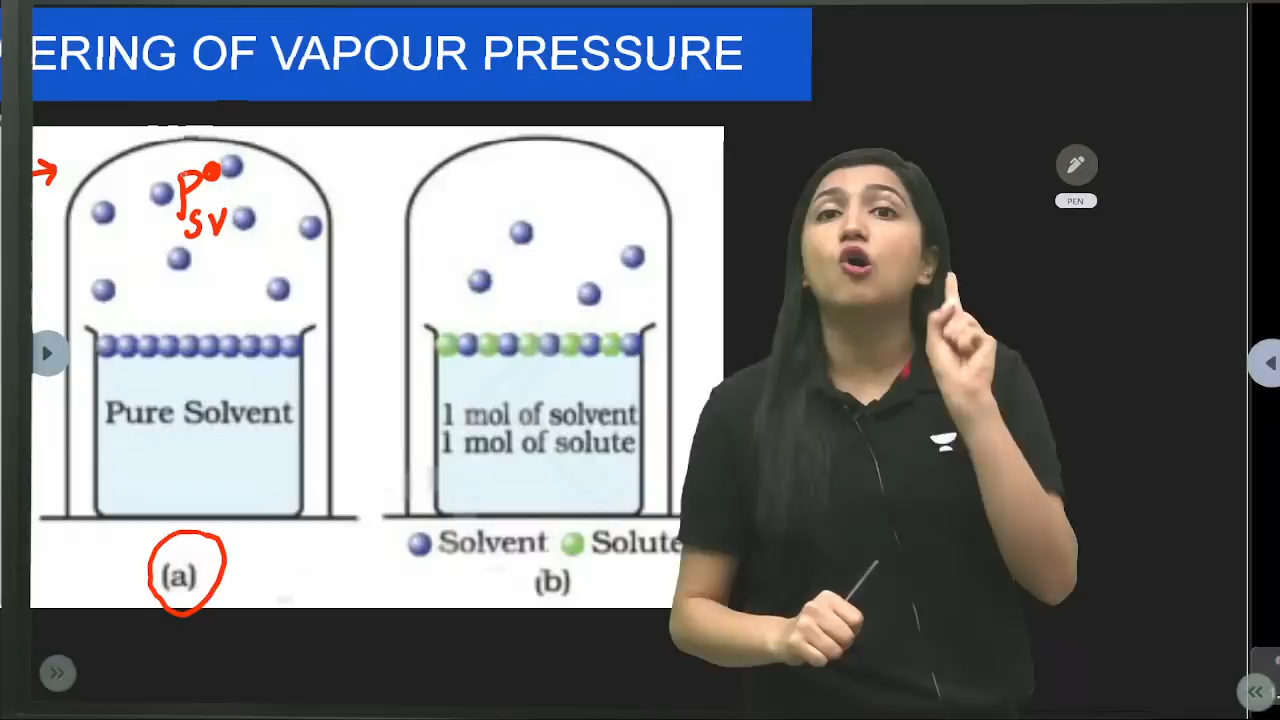 ERING OF VAPOUR PRESSURE
P°
SV
PEN
Pure Solvent
1 mol of solvent
1 mol of solute
Solvent Solute
(a)
(b)